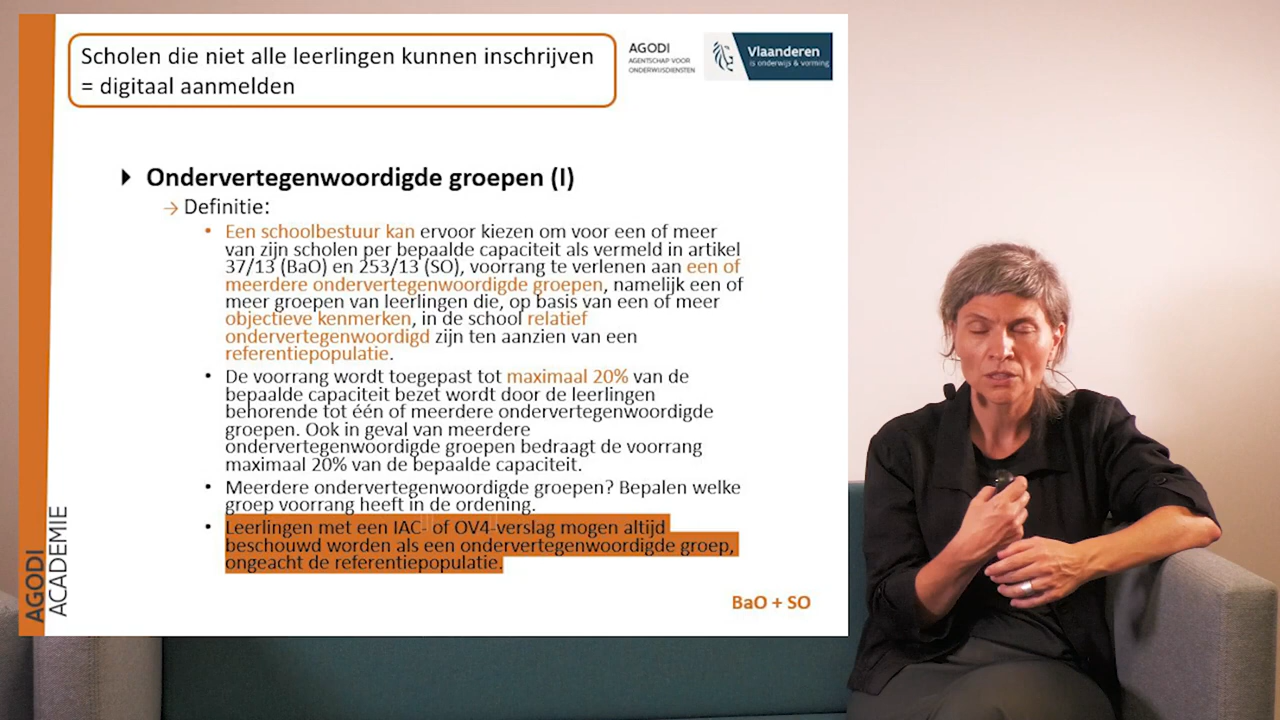 Scholen die niet alle leerlingen kunnen inschrijven
= digitaal aanmelden
AGODI
AGENTSCHAP VOOR
ONDERWIJSDIENSTEN
Vlaanderen
is onderwijs & vorming
Ondervertegenwoordigde groepen (I)
→ Definitie:
• Een schoolbestuur kan ervoor kiezen om voor een of meer
van zijn scholen per bepaalde capaciteit als vermeld in artikel
37/13 (BaO) en 253/13 (SO), voorrang te verlenen aan een of
meerdere ondervertegenwoordigde groepen, namelijk een of
meer groepen van leerlingen die, op basis van een of meer
objectieve kenmerken, in de school relatief
ondervertegenwoordigd zijn ten aanzien van een
referentiepopulatie.
• De voorrang wordt toegepast tot maximaal 20% van de
bepaalde capaciteit bezet wordt door de leerlingen
behorende tot één of meerdere ondervertegenwoordigde
groepen. Ook in geval van meerdere
ondervertegenwoordigde groepen bedraagt de voorrang
maximaal 20% van de bepaalde capaciteit.
• Meerdere ondervertegenwoordigde groepen? Bepalen welke
groep voorrang heeft in de ordening.
• Leerlingen met een IAC- of OV4-verslag mogen altijd
beschouwd worden als een ondervertegenwoordigde groep,
ongeacht de referentiepopulatie.
BaO + SO
AGODI
ACADEMIE